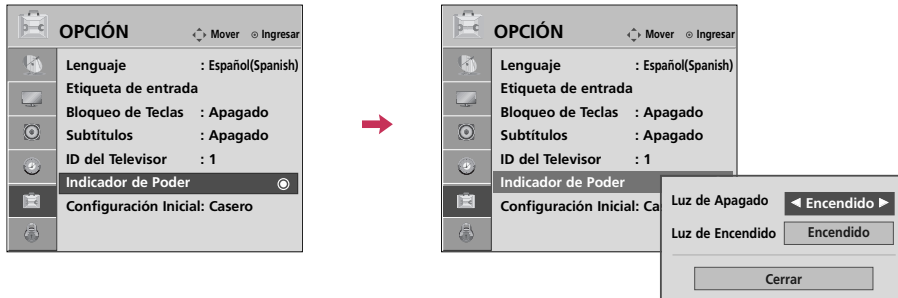 OPCIÓN Mover Ingresar
Lenguaje : Español(Spanish)
Etiqueta de entrada
Bloqueo de Teclas : Apagado
Subtítulos : Apagado
ID del Televisor : 1
Indicador de Poder
Configuración Inicial: Casero
OPCIÓN Mover Ingresar
Lenguaje : Español(Spanish)
Etiqueta de entrada
Bloqueo de Teclas : Apagado
Subtítulos : Apagado
ID del Televisor : 1
Indicador de Poder
Configuración Inicial: Ca
Luz de Apagado ◀ Encendido ▶
Luz de Encendido Encendido
Cerrar